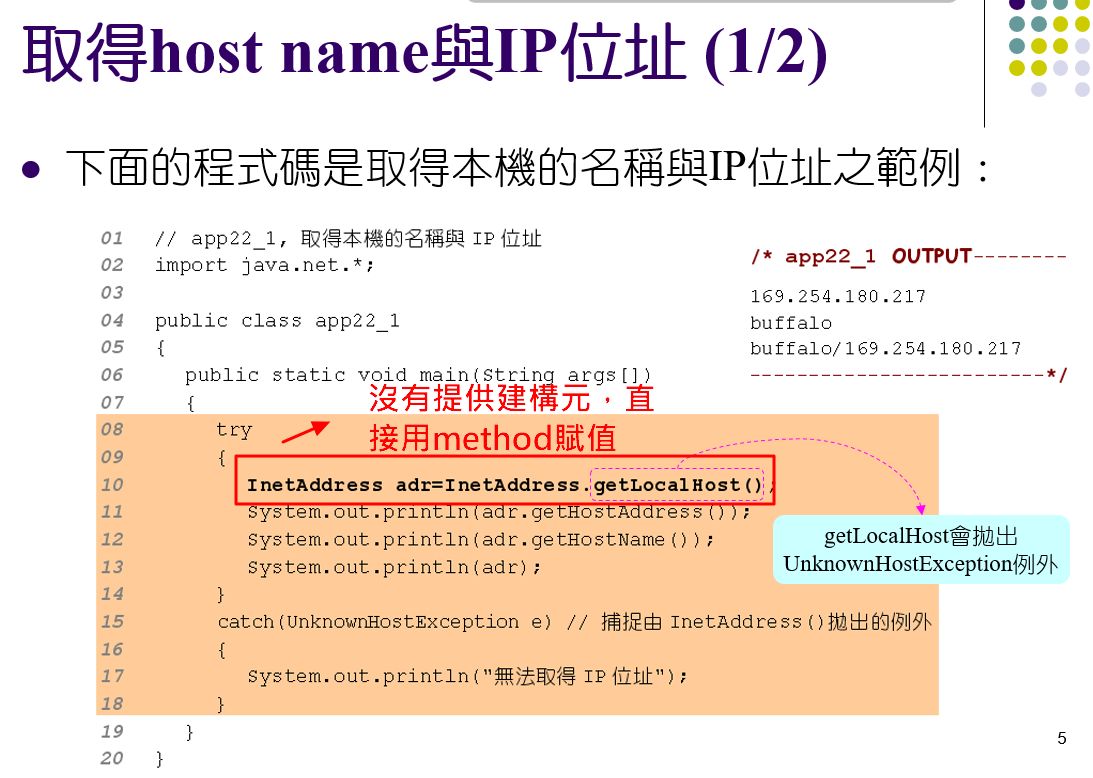 取得host name與IP位址 (1/2)
● 下面的程式碼是取得本機的名稱與IP位址之範例：
01 // app22_1, 取得本機的名稱與 IP 位址
02 import java.net.*;
03
04 public class app22_1
05 {
06 public static void main(String args[])
07 {
08 try
09 {
10 InetAddress adr=InetAddress.getLocalHost();
11 System.out.println(adr.getHostAddress());
12 System.out.println(adr.getHostName());
13 System.out.println(adr);
14 }
15 catch(UnknownHostException e) // 捕捉由 InetAddress()拋出的例外
16 {
17 System.out.println("無法取得 IP 位址");
18 }
19 }
20 }
沒有提供建構元，直
接用method賦值
/* app22_1 OUTPUT--------
169.254.180.217
buffalo
buffalo/169.254.180.217
-------------------------*/
getLocalHost會拋出
UnknownHostException例外
5